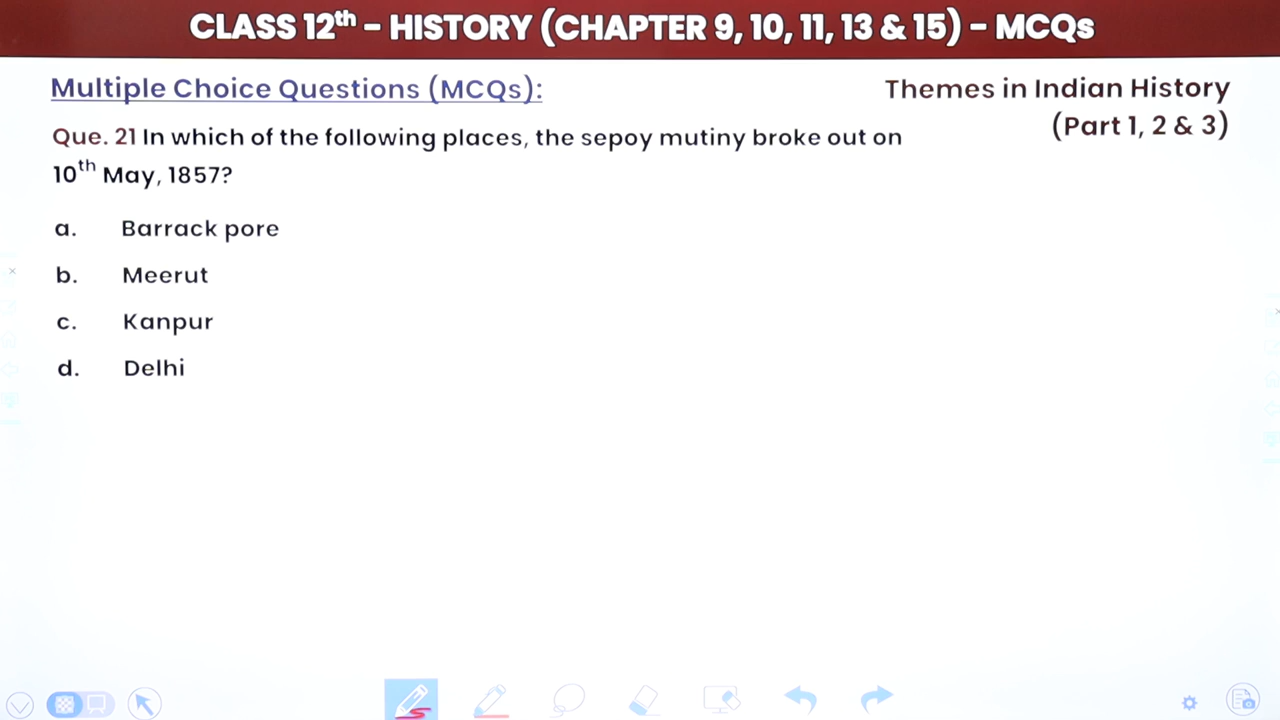 CLASS 12th – HISTORY (CHAPTER 9, 10, 11, 13 & 15) – MCQs
Multiple Choice Questions (MCQs):
Themes in Indian History
(Part 1, 2 & 3)
Que. 21 In which of the following places, the sepoy mutiny broke out on
10th May, 1857?
a. Barrack pore
b. Meerut
c. Kanpur
d. Delhi